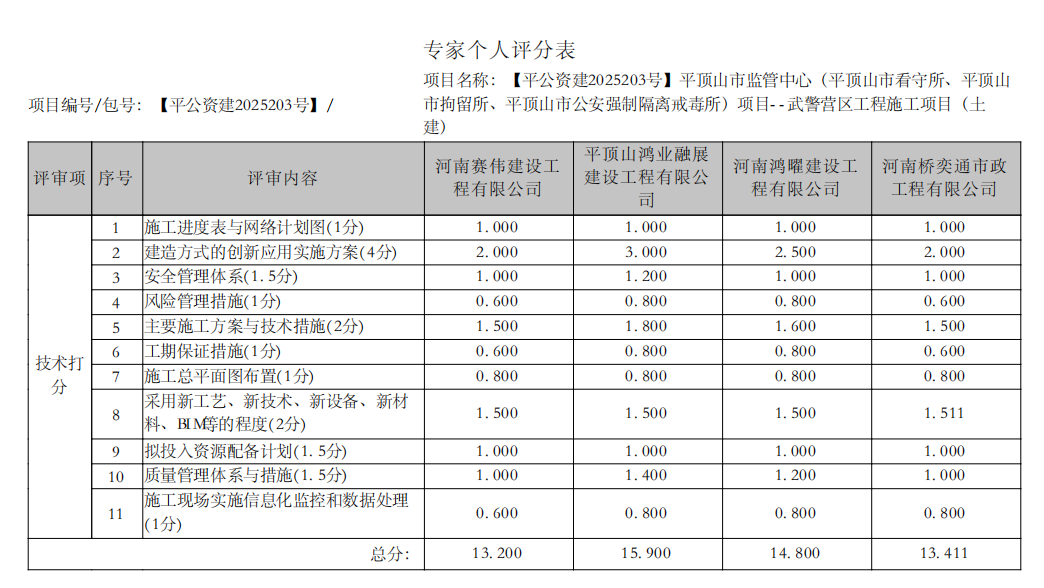 专家个人评分表
项目编号/包号: 【平公资建2025203号】/
项目名称: 【平公资建2025203号】平顶山市监管中心（平顶山市看守所、平顶山
市拘留所、平顶山市公安强制隔离戒毒所）项目--武警营区工程施工项目（土
建）
评审项 序号 评审内容 河南赛伟建设工程有限公司 平顶山鸿业融展建设工程有限公司 河南鸿曜建设工程有限公司 河南桥奕通市政工程有限公司
技术打分
1 施工进度表与网络计划图(1分) 1.000 1.000 1.000 1.000
2 建造方式的创新应用实施方案(4分) 2.000 3.000 2.500 2.000
3 安全管理体系(1.5分) 1.000 1.200 1.000 1.000
4 风险管理措施(1分) 0.600 0.800 0.800 0.600
5 主要施工方案与技术措施(2分) 1.500 1.800 1.600 1.500
6 工期保证措施(1分) 0.600 0.800 0.800 0.600
7 施工总平面图布置(1分) 0.800 0.800 0.800 0.800
8 采用新工艺、新技术、新设备、新材
料、BIM等的程度(2分) 1.500 1.500 1.500 1.511
9 拟投入资源配备计划(1.5分) 1.000 1.000 1.000 1.000
10 质量管理体系与措施(1.5分) 1.000 1.400 1.200 1.000
11 施工现场实施信息化监控和数据处理
(1分) 0.600 0.800 0.800 0.800
总分: 13.200 15.900 14.800 13.411